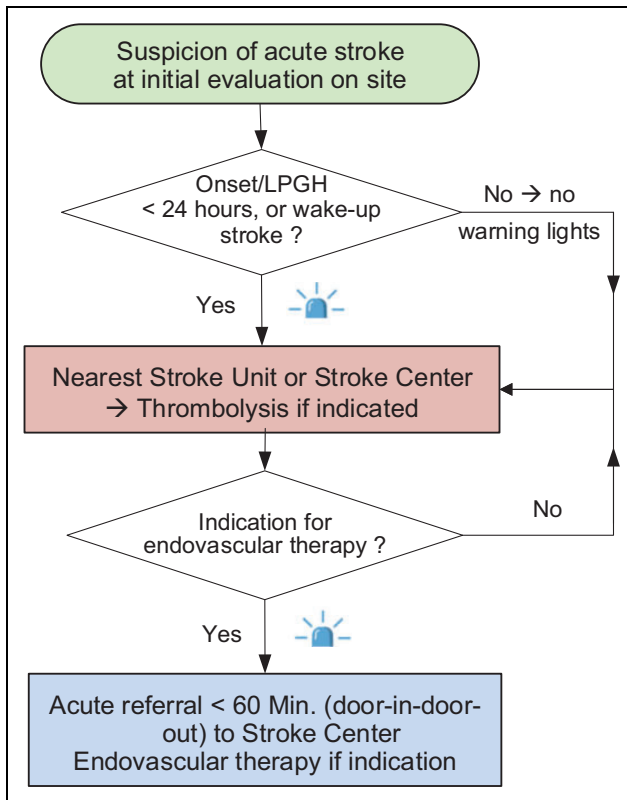 Suspicion of acute stroke
at initial evaluation on site
Onset/LPGH
< 24 hours, or wake-up
stroke ?
No → no
warning lights
Yes
Nearest Stroke Unit or Stroke Center
→ Thrombolysis if indicated
Indication for
endovascular therapy ?
No
Yes
Acute referral < 60 Min. (door-in-door-
out) to Stroke Center
Endovascular therapy if indication